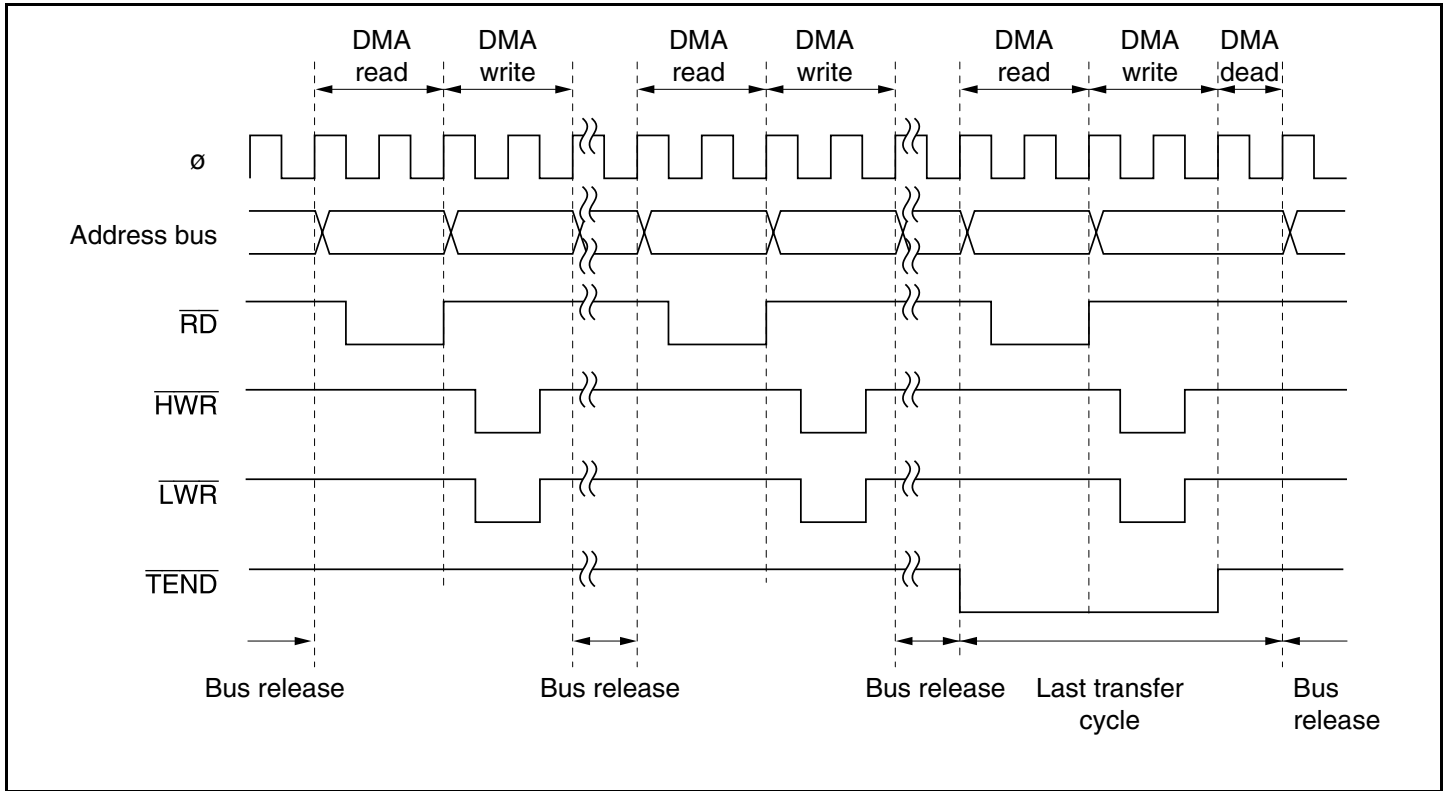 DMA read
DMA write
DMA read
DMA write
DMA read
DMA write
DMA dead
ø
Address bus
RD
HWR
LWR
TEND
Bus release
Bus release
Bus release
Last transfer cycle
Bus release